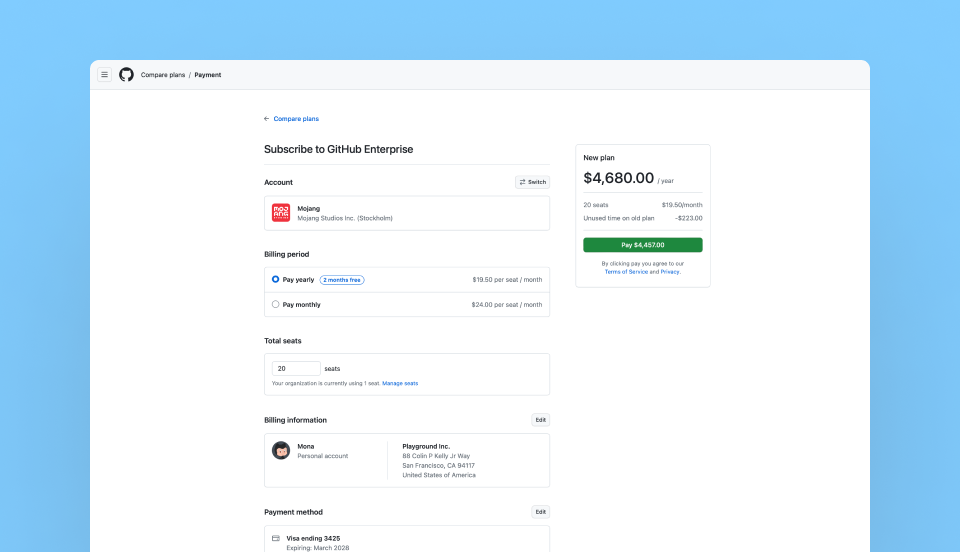 Compare plans / Payment
← Compare plans
Subscribe to GitHub Enterprise
Account
Switch
MOJANG
STUDIOS
Mojang
Mojang Studios Inc. (Stockholm)
Billing period
Pay yearly 2 months free $19.50 per seat / month
Pay monthly $24.00 per seat / month
Total seats
20 seats
Your organization is currently using 1 seat. Manage seats
Billing information
Edit
Mona
Personal account
Playground Inc.
88 Colin P Kelly Jr Way
San Francisco, CA 94117
United States of America
Payment method
Edit
Visa ending 3425
Expiring: March 2028
New plan
$4,680.00 / year
20 seats $19.50/month
Unused time on old plan -$223.00
Pay $4,457.00
By clicking pay you agree to our
Terms of Service and Privacy.